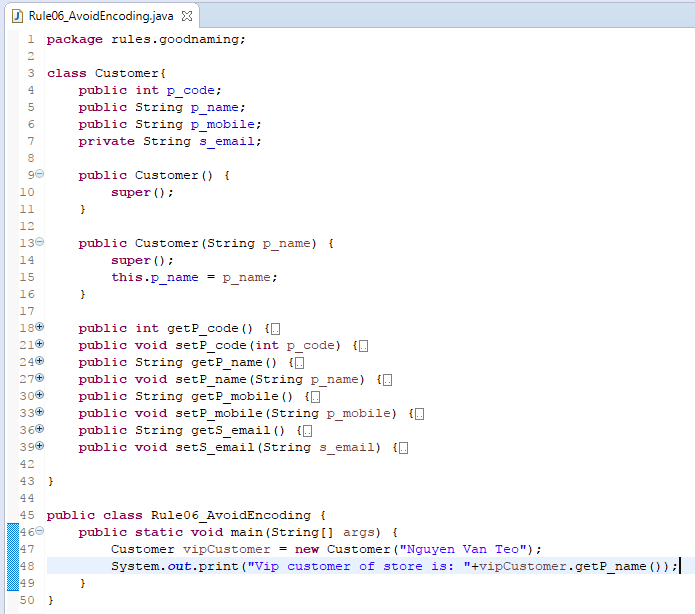 Rule06_AvoidEncoding.java
1 package rules.goodnaming;
2
3 class Customer{
4     public int p_code;
5     public String p_name;
6     public String p_mobile;
7     private String s_email;
8
9     public Customer() {
10         super();
11     }
12
13     public Customer(String p_name) {
14         super();
15         this.p_name = p_name;
16     }
17
18     public int getP_code() {
21     public void setP_code(int p_code) {
24     public String getP_name() {
27     public void setP_name(String p_name) {
30     public String getP_mobile() {
33     public void setP_mobile(String p_mobile) {
36     public String getS_email() {
39     public void setS_email(String s_email) {
42
43 }
44
45 public class Rule06_AvoidEncoding {
46     public static void main(String[] args) {
47         Customer vipCustomer = new Customer("Nguyen Van Teo");
48         System.out.print("Vip customer of store is: "+vipCustomer.getP_name());
49     }
50 }